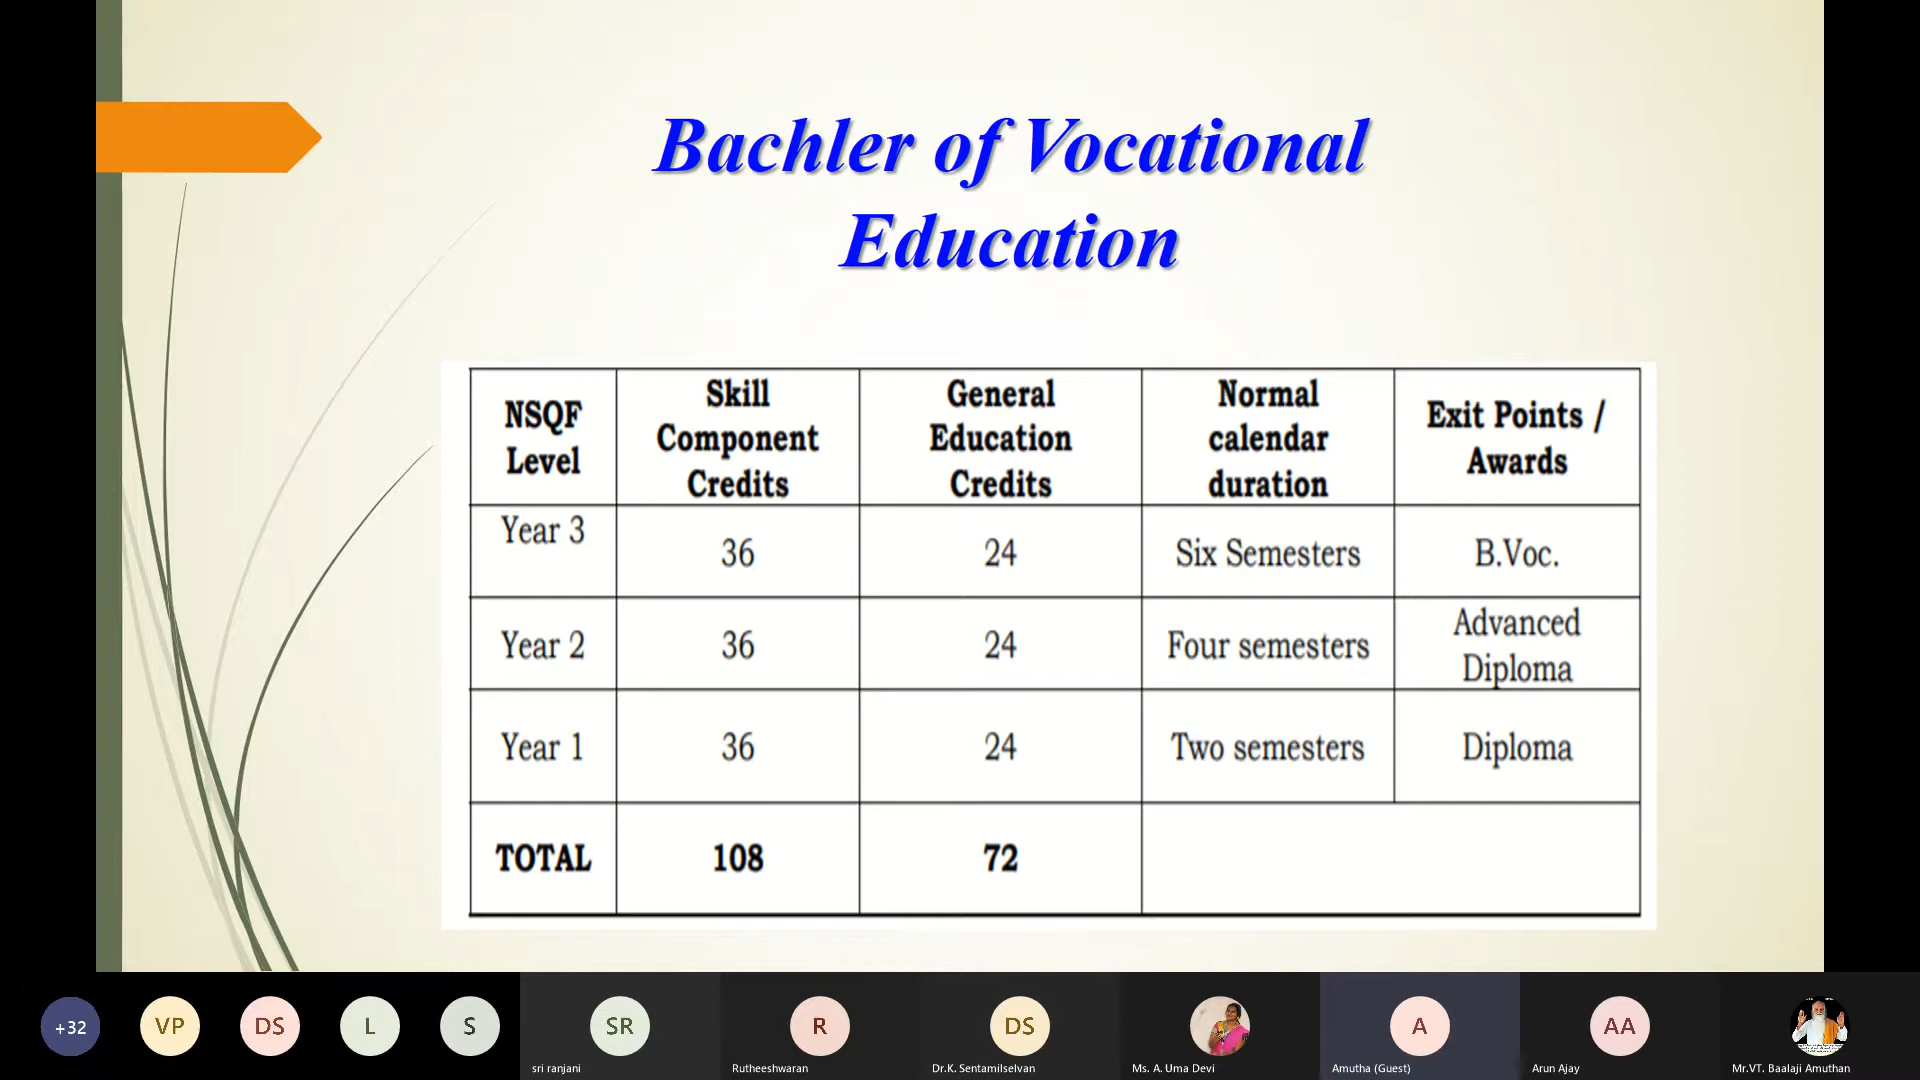 Bachler of Vocational
Education
NSQF
Level
Skill
Component
Credits
General
Education
Credits
Normal
calendar
duration
Exit Points /
Awards
Year 3
36
24
Six Semesters
B.Voc.
Year 2
36
24
Four semesters
Advanced
Diploma
Year 1
36
24
Two semesters
Diploma
TOTAL
108
72
+32
VP
DS
L
S
SR
sri ranjani
R
Rutheeshwaran
DS
Dr.K. Sentamilselvan
Ms. A. Uma Devi
A
Amutha (Guest)
AA
Arun Ajay
Mr.VT. Baalaji Amuthan